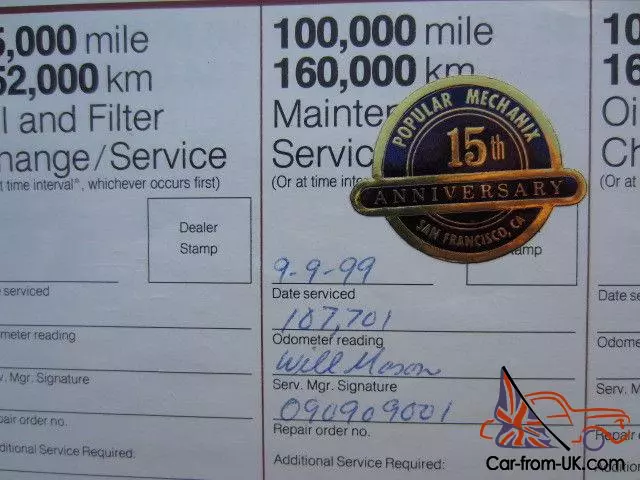 5,000 mile
52,000 km
l and Filter
hange/Service
t time interval*, whichever occurs first)
Dealer
Stamp
e serviced
ometer reading
v. Mgr. Signature
pair order no.
dditional Service Required:
100,000 mile
160,000 km
Mainte
Servic
(Or at time inte
POPULAR MECHANIX
15th
ANNIVERSARY
SAN FRANCISCO, CA
tamp
9-9-99
Date serviced
107,701
Odometer reading
Will Mason
Serv. Mgr. Signature
090909001
Repair order no.
Additional Service Required:
10
16
Oi
Ch
(Or at
Date se
Odome
Serv. M
Repair o
Additio
Car-from-UK.com